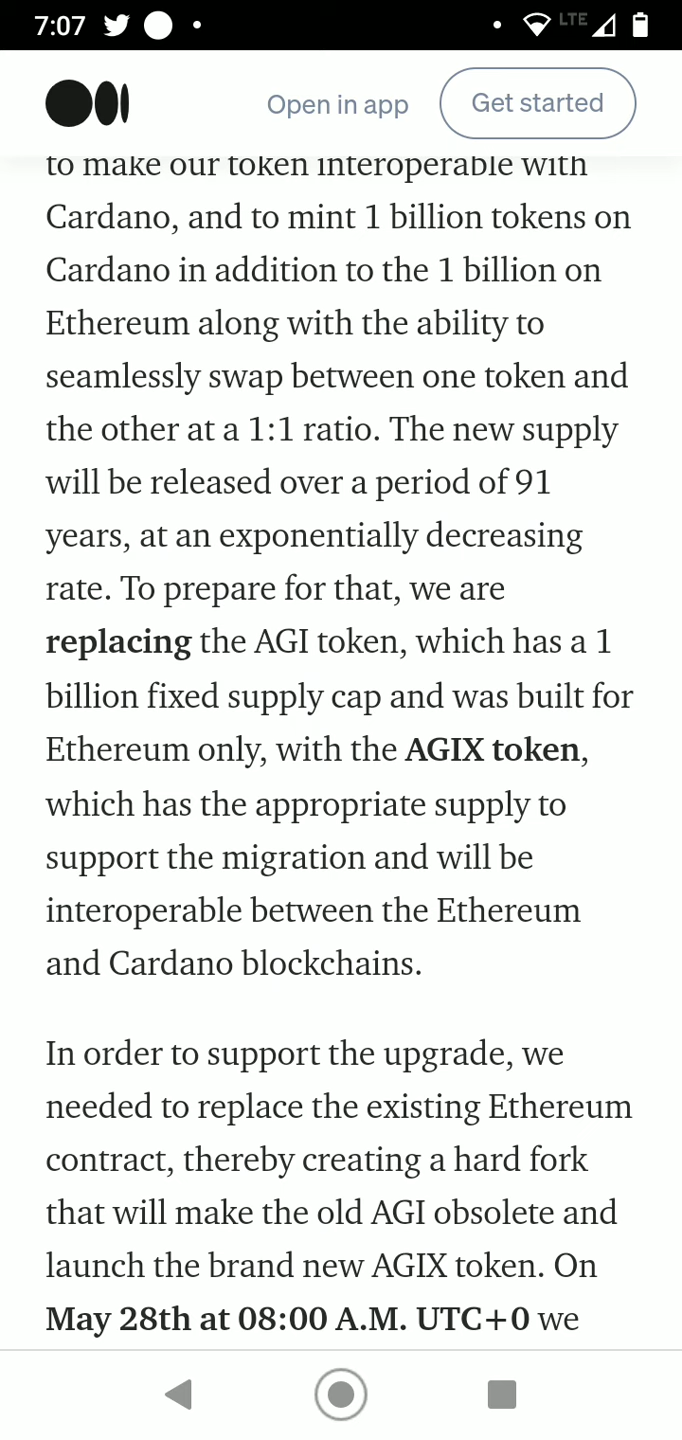 7:07
LTE
Open in app
Get started
to make our token interoperable with
Cardano, and to mint 1 billion tokens on
Cardano in addition to the 1 billion on
Ethereum along with the ability to
seamlessly swap between one token and
the other at a 1:1 ratio. The new supply
will be released over a period of 91
years, at an exponentially decreasing
rate. To prepare for that, we are
replacing the AGI token, which has a 1
billion fixed supply cap and was built for
Ethereum only, with the AGIX token,
which has the appropriate supply to
support the migration and will be
interoperable between the Ethereum
and Cardano blockchains.
In order to support the upgrade, we
needed to replace the existing Ethereum
contract, thereby creating a hard fork
that will make the old AGI obsolete and
launch the brand new AGIX token. On
May 28th at 08:00 A.M. UTC+0 we